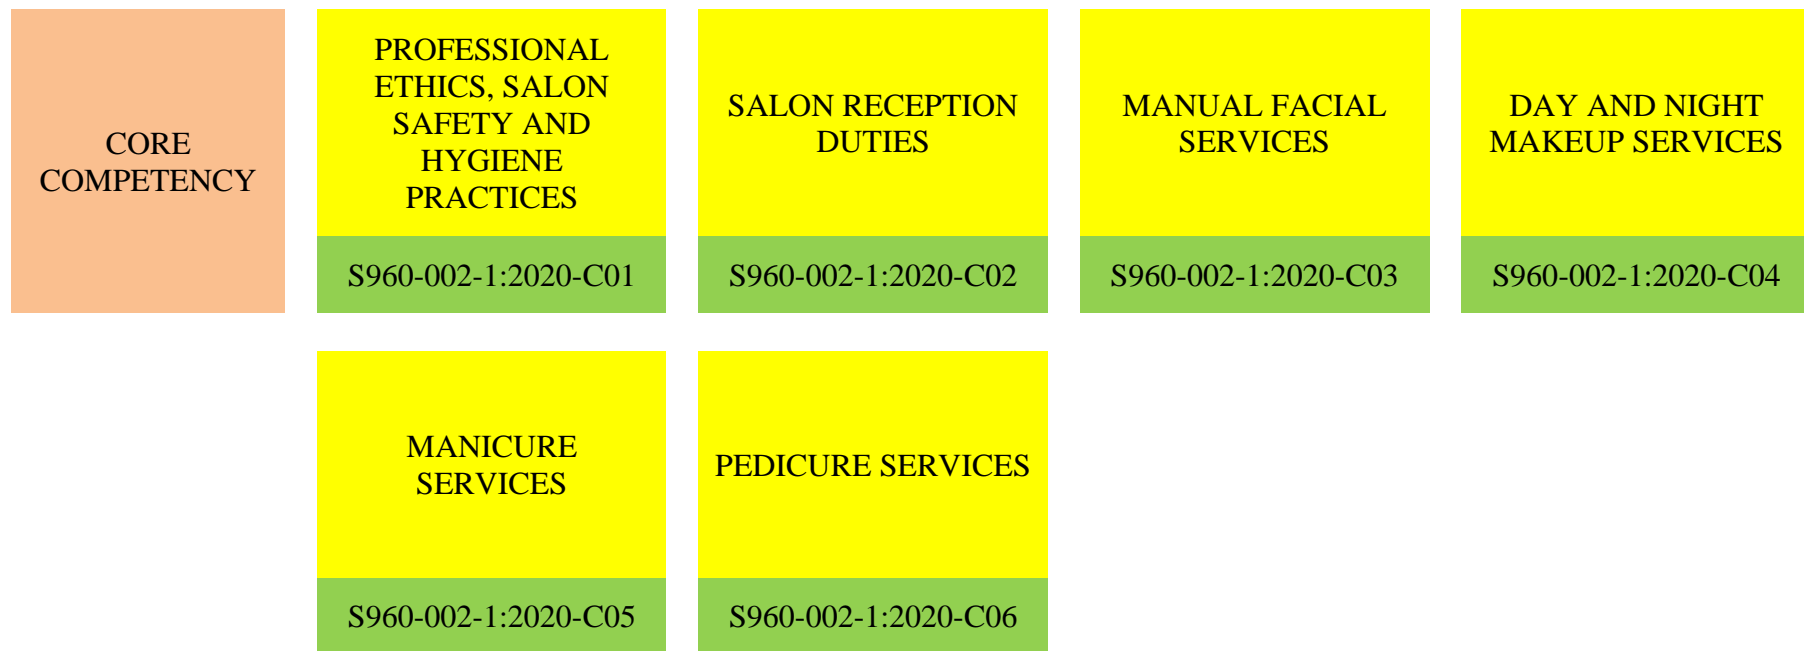 CORE
COMPETENCY
PROFESSIONAL
ETHICS, SALON
SAFETY AND
HYGIENE
PRACTICES
S960-002-1:2020-C01
SALON RECEPTION
DUTIES
S960-002-1:2020-C02
MANUAL FACIAL
SERVICES
S960-002-1:2020-C03
DAY AND NIGHT
MAKEUP SERVICES
S960-002-1:2020-C04
MANICURE
SERVICES
S960-002-1:2020-C05
PEDICURE SERVICES
S960-002-1:2020-C06